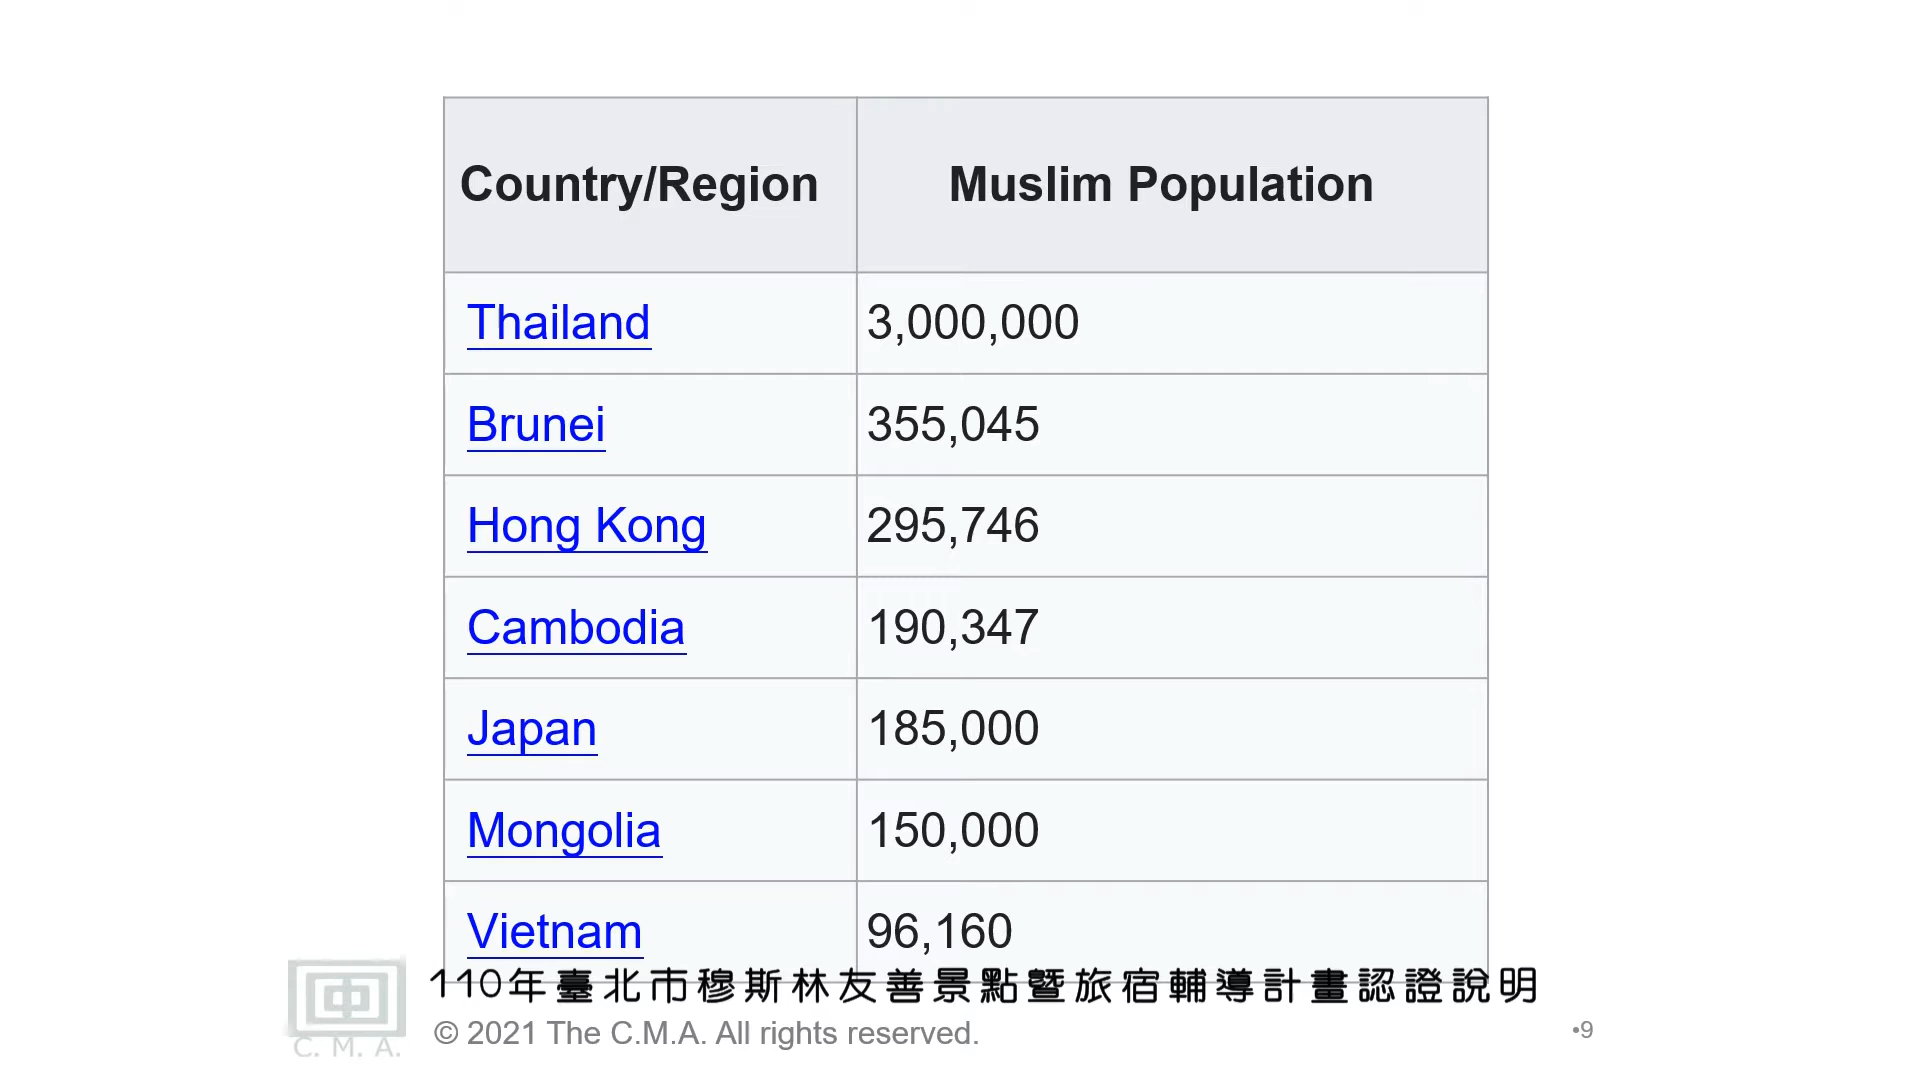 Country/Region Muslim Population
Thailand 3,000,000
Brunei 355,045
Hong Kong 295,746
Cambodia 190,347
Japan 185,000
Mongolia 150,000
Vietnam 96,160
110年臺北市穆斯林友善景點暨旅宿輔導計畫認證說明
中
C. M. A.
© 2021 The C.M.A. All rights reserved.
•9